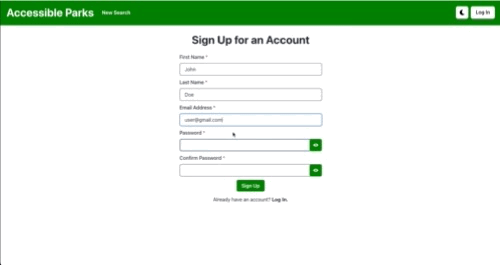 Accessible Parks New Search Log In
Sign Up for an Account
First Name *
John
Last Name *
Doe
Email Address *
user@gmail.com
Password *
Confirm Password *
Sign Up
Already have an account? Log In.